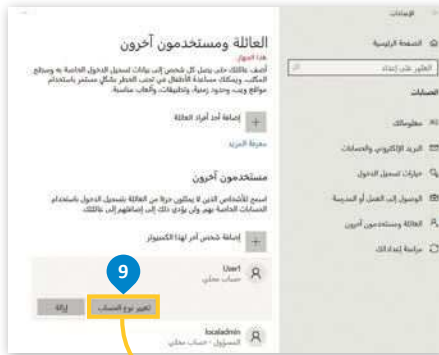 الإعدادات
الصفحة الرئيسية
العثور على إعداد
الحسابات
معلوماتك
البريد الإلكتروني والحسابات
خيارات تسجيل الدخول
الوصول إلى العمل أو المدرسة
العائلة ومستخدمون آخرون
مزامنة إعداداتك
العائلة ومستخدمون آخرون
هذا الجهاز.
أضف عائلتك حتى يصل كل شخص إلى بيانات تسجيل الدخول الخاصة به وسطح
المكتب. ويمكنك مساعدة الأطفال في تجنب الخطر بشكل مستمر باستخدام
مواقع ويب، وحدود زمنية، وتطبيقات، وألعاب مناسبة.
إضافة أحد أفراد العائلة
معرفة المزيد
مستخدمون آخرون
اسمح للأشخاص الذين لا يمثلون جزءًا من العائلة بتسجيل الدخول باستخدام
الحسابات الخاصة بهم. ولن يؤدي ذلك إلى إضافتهم إلى عائلتك.
إضافة شخص آخر لهذا الكمبيوتر
User1
حساب محلي
9
تغيير نوع الحساب
إزالة
localadmin
المسؤول - حساب محلي